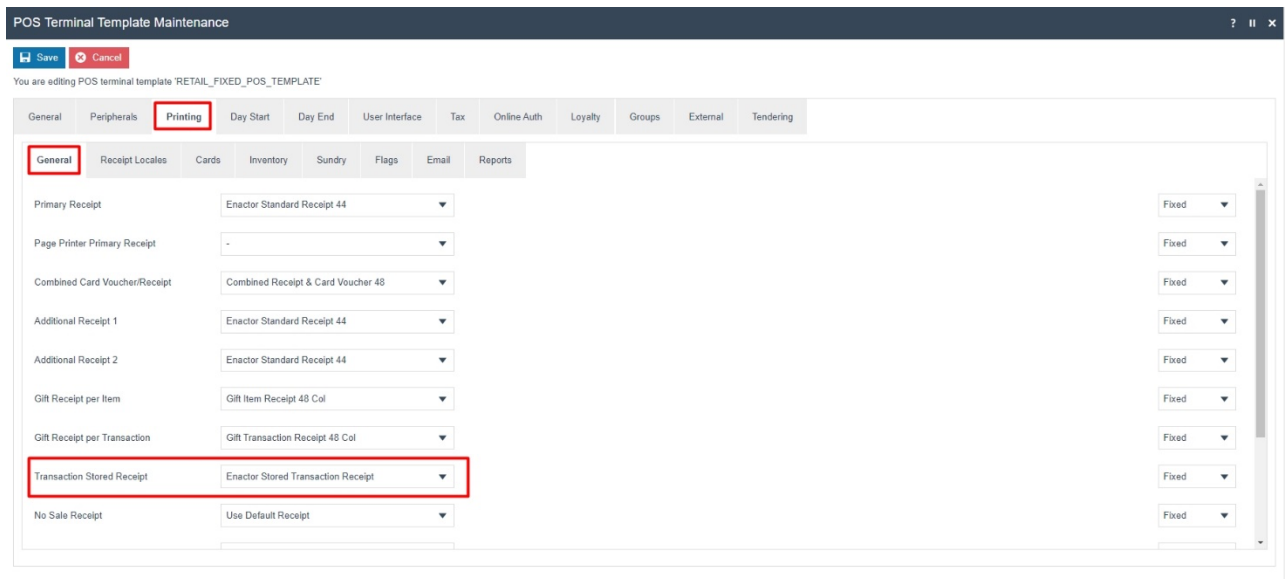 POS Terminal Template Maintenance
Save Cancel
You are editing POS terminal template 'RETAIL_FIXED_POS_TEMPLATE'
General Peripherals Printing Day Start Day End User Interface Tax Online Auth Loyalty Groups External Tendering
General Receipt Locales Cards Inventory Sundry Flags Email Reports
Primary Receipt Enactor Standard Receipt 44 Fixed
Page Printer Primary Receipt - Fixed
Combined Card Voucher/Receipt Combined Receipt & Card Voucher 48 Fixed
Additional Receipt 1 Enactor Standard Receipt 44 Fixed
Additional Receipt 2 Enactor Standard Receipt 44 Fixed
Gift Receipt per Item Gift Item Receipt 48 Col Fixed
Gift Receipt per Transaction Gift Transaction Receipt 48 Col Fixed
Transaction Stored Receipt Enactor Stored Transaction Receipt Fixed
No Sale Receipt Use Default Receipt Fixed